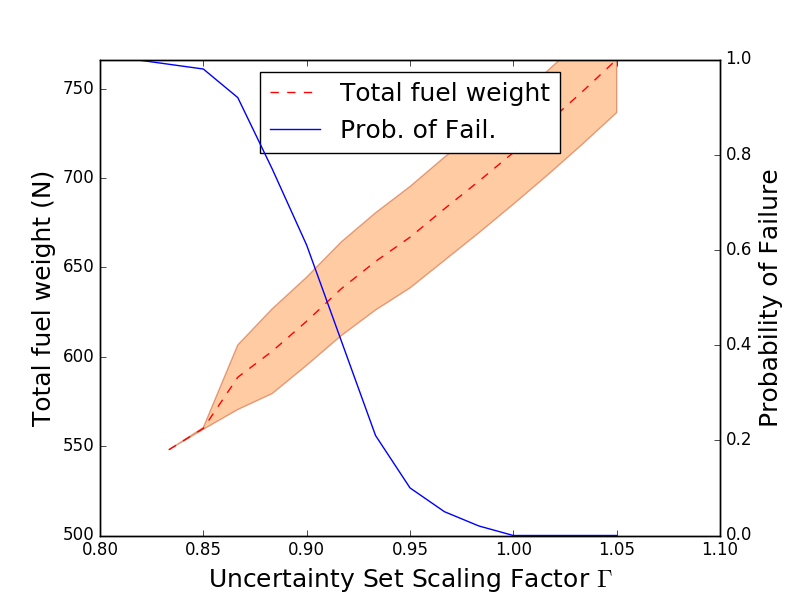 Total fuel weight
Prob. of Fail.
Total fuel weight (N)
750
700
650
600
550
500
Probability of Failure
1.0
0.8
0.6
0.4
0.2
0.0
0.80 0.85 0.90 0.95 1.00 1.05 1.10
Uncertainty Set Scaling Factor Γ